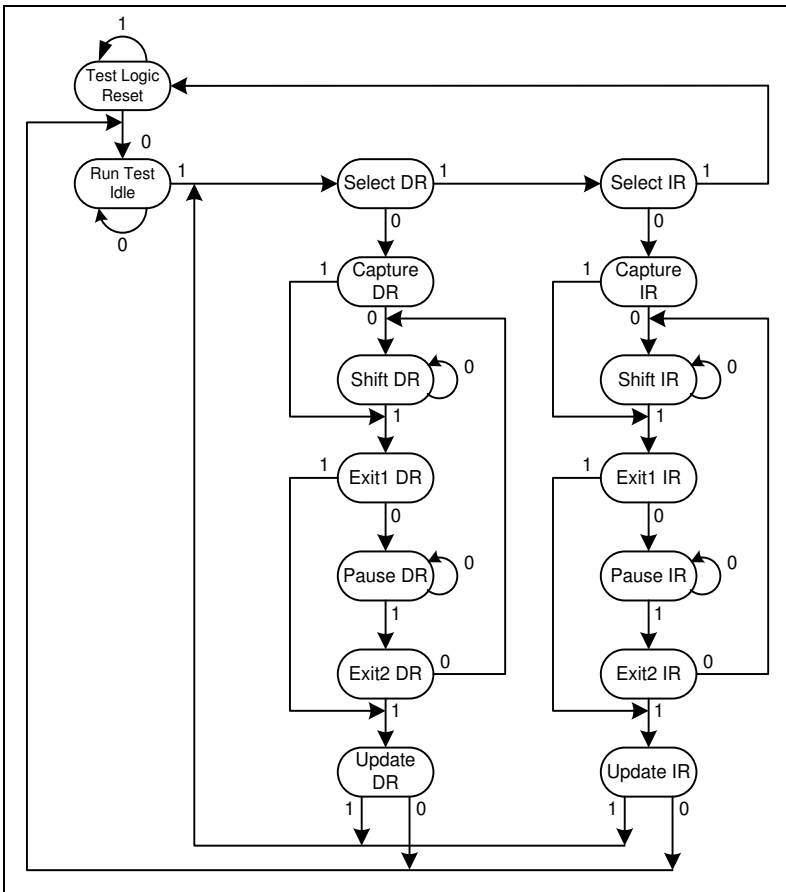 1
Test Logic
Reset
0
Run Test
Idle
1
0
Select DR
1
Select IR
1
0
0
1
Capture
DR
0
1
Capture
IR
0
Shift DR
0
1
Shift IR
0
1
1
Exit1 DR
0
1
Exit1 IR
0
Pause DR
0
1
Pause IR
0
1
Exit2 DR
0
1
Exit2 IR
0
1
Update
DR
1
0
Update IR
1
0